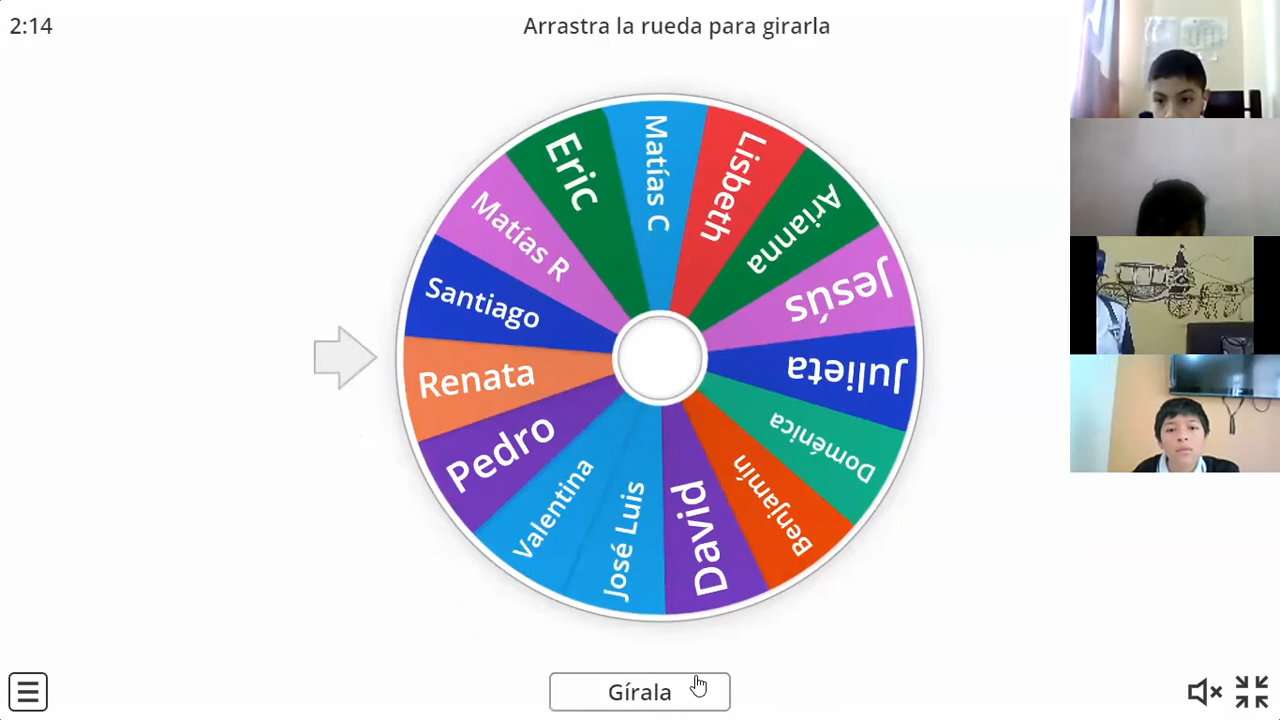 2:14
Arrastra la rueda para girarla
Matías C
Lisbeth
Arianna
Jesús
Julieta
Doménica
Benjamín
David
José Luis
Valentina
Pedro
Renata
Santiago
Matías R
Eric
Gírala